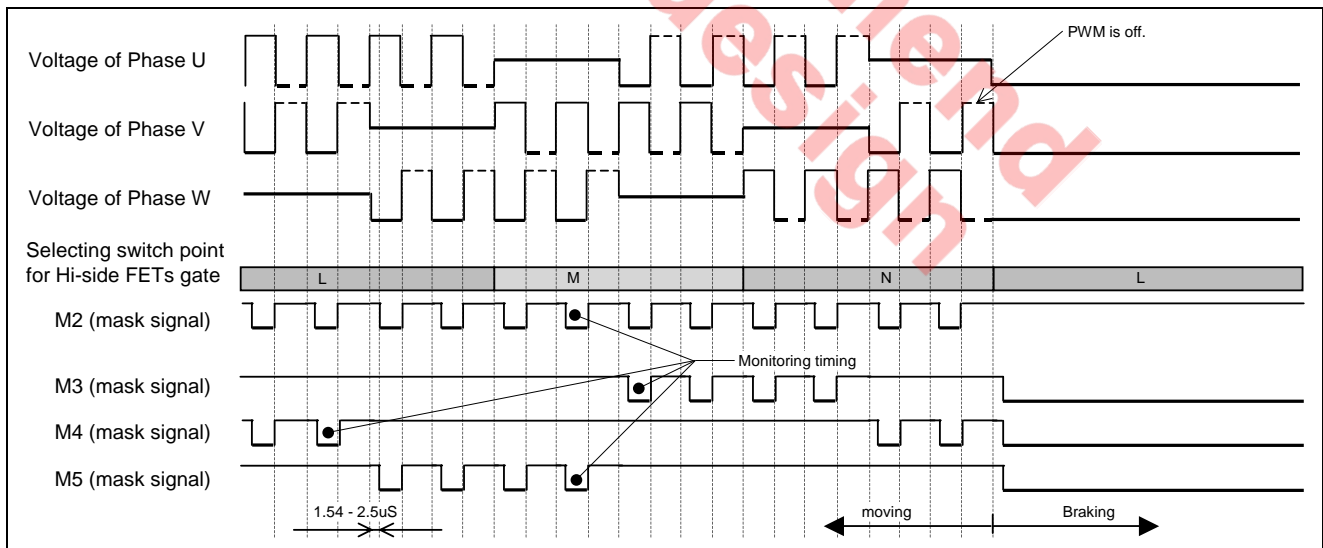 PWM is off.
Voltage of Phase U
Voltage of Phase V
Voltage of Phase W
Selecting switch point
for Hi-side FETs gate
L M N L
M2 (mask signal)
Monitoring timing
M3 (mask signal)
M4 (mask signal)
M5 (mask signal)
1.54 - 2.5uS
moving
Braking
design